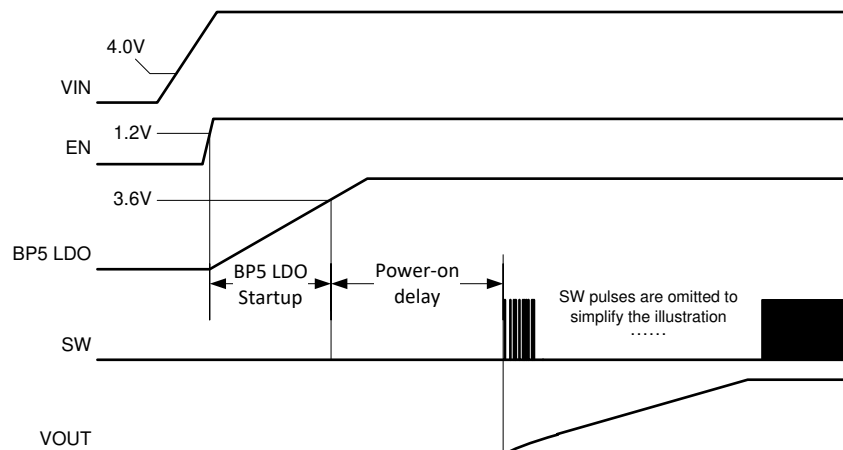 4.0V
VIN
1.2V
EN
3.6V
BP5 LDO
BP5 LDO
Startup
Power-on
delay
SW pulses are omitted to
simplify the illustration
......
SW
VOUT